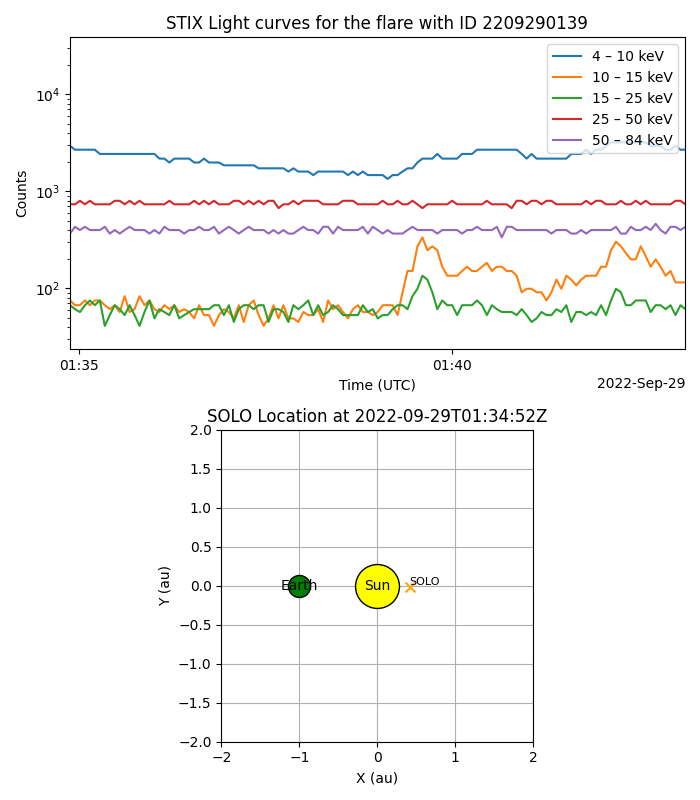 STIX Light curves for the flare with ID 2209290139
Counts
10⁴
10³
10²
4 – 10 keV
10 – 15 keV
15 – 25 keV
25 – 50 keV
50 – 84 keV
01:35
01:40
Time (UTC)
2022-Sep-29
SOLO Location at 2022-09-29T01:34:52Z
Y (au)
2.0
1.5
1.0
0.5
0.0
−0.5
−1.0
−1.5
−2.0
Earth
Sun
SOLO
−2
−1
0
1
2
X (au)